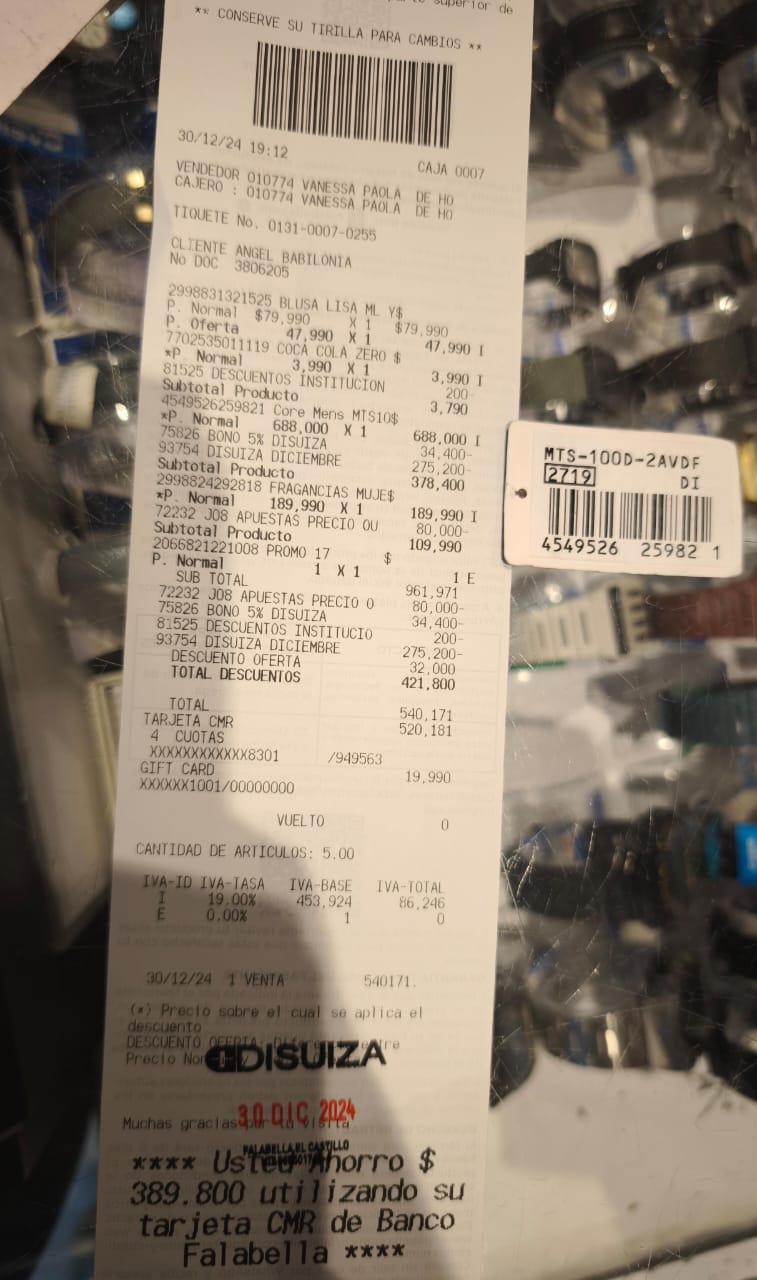 superior de
** CONSERVE SU TIRILLA PARA CAMBIOS **
30/12/24 19:12 CAJA 0007
VENDEDOR 010774 VANESSA PAOLA DE HO
CAJERO : 010774 VANESSA PAOLA DE HO
TIQUETE No. 0131-0007-0255
CLIENTE ANGEL BABILONIA
No DOC 3806205
2998831321525 BLUSA LISA ML Y$
P. Normal $79,990 X 1 $79,990
P. Oferta 47,990 X 1 47,990 I
7702535011119 COCA COLA ZERO $
*P. Normal 3,990 X 1 3,990 I
81525 DESCUENTOS INSTITUCION 200-
Subtotal Producto 3,790
4549526259821 Core Mens MTS10$
*P. Normal 688,000 X 1 688,000 I
75826 BONO 5% DISUIZA 34,400-
93754 DISUIZA DICIEMBRE 275,200-
Subtotal Producto 378,400
2998824292818 FRAGANCIAS MUJE$
*P. Normal 189,990 X 1 189,990 I
72232 J08 APUESTAS PRECIO OU 80,000-
Subtotal Producto 109,990
2066821221008 PROMO 17 $
P. Normal 1 X 1 1 E
SUB TOTAL 961,971
72232 J08 APUESTAS PRECIO O 80,000-
75826 BONO 5% DISUIZA 34,400-
81525 DESCUENTOS INSTITUCIO 200-
93754 DISUIZA DICIEMBRE 275,200-
DESCUENTO OFERTA 32,000
TOTAL DESCUENTOS 421,800
TOTAL 540,171
TARJETA CMR 520,181
4 CUOTAS
XXXXXXXXXXXX8301 /949563
GIFT CARD 19,990
XXXXXX1001/00000000
VUELTO 0
CANTIDAD DE ARTICULOS: 5.00
IVA-ID IVA-TASA IVA-BASE IVA-TOTAL
I 19.00% 453,924 86,246
E 0.00% 1 0
30/12/24 1 VENTA 540171.
(*) Precio sobre el cual se aplica el
descuento
DESCUENTO OFERTA: Diferencia entre
Precio Nor
DISUIZA
30 DIC 2024
Muchas gracias por la visita
FALABELLA EL CASTILLO
**** Usted Ahorro $
389.800 utilizando su
tarjeta CMR de Banco
Falabella ****
MTS-100D-2AVDF
2719 DI
4549526 25982 1